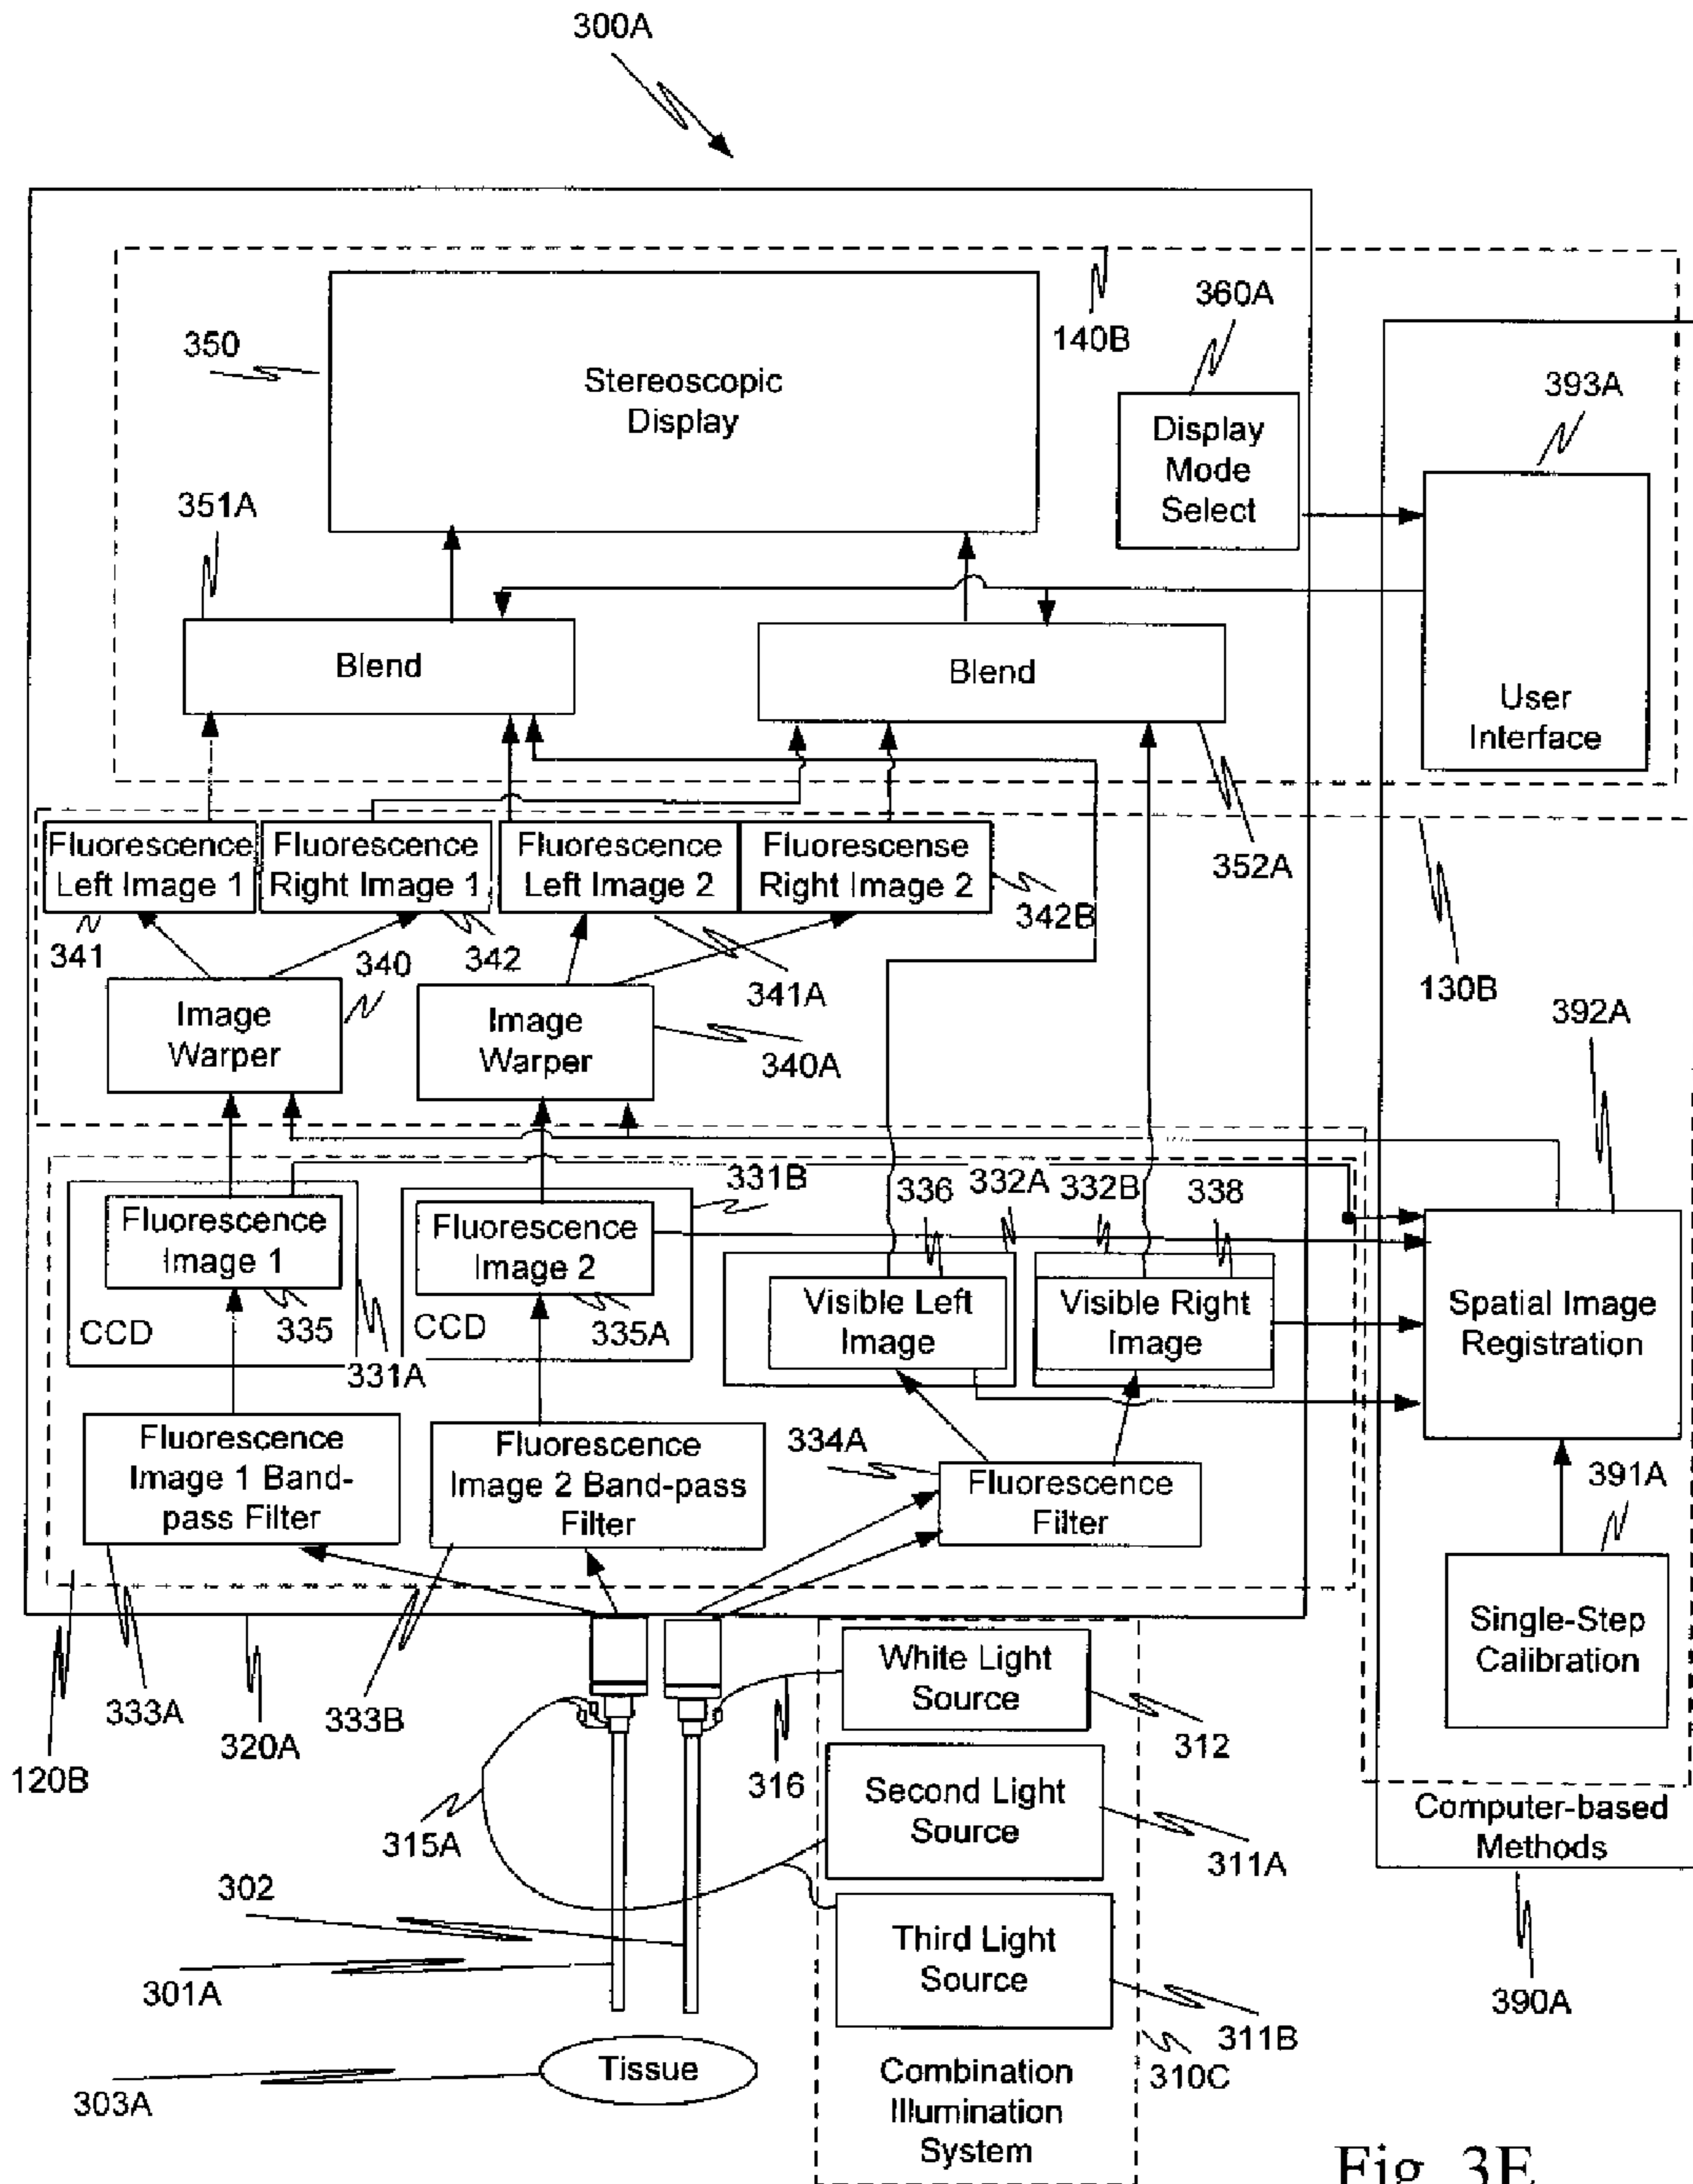 300A
140B
360A
350
Stereoscopic
Display
393A
Display
Mode
Select
351A
Blend
Blend
User
Interface
352A
Fluorescence
Left Image 1
Fluorescence
Right Image 1
Fluorescence
Left Image 2
Fluorescense
Right Image 2
342B
341
340
342
341A
130B
Image
Warper
Image
Warper
340A
392A
331B
336
332A
332B
338
Fluorescence
Image 1
Fluorescence
Image 2
Visible Left
Image
Visible Right
Image
Spatial Image
Registration
CCD
335
CCD
335A
331A
Fluorescence
Image 1 Band-
pass Filter
Fluorescence
Image 2 Band-pass
Filter
334A
Fluorescence
Filter
391A
Single-Step
Calibration
White Light
Source
333A
333B
320A
120B
312
316
Second Light
Source
Computer-based
Methods
315A
311A
302
Third Light
Source
301A
390A
311B
310C
Tissue
303A
Combination
Illumination
System
Fig. 3E